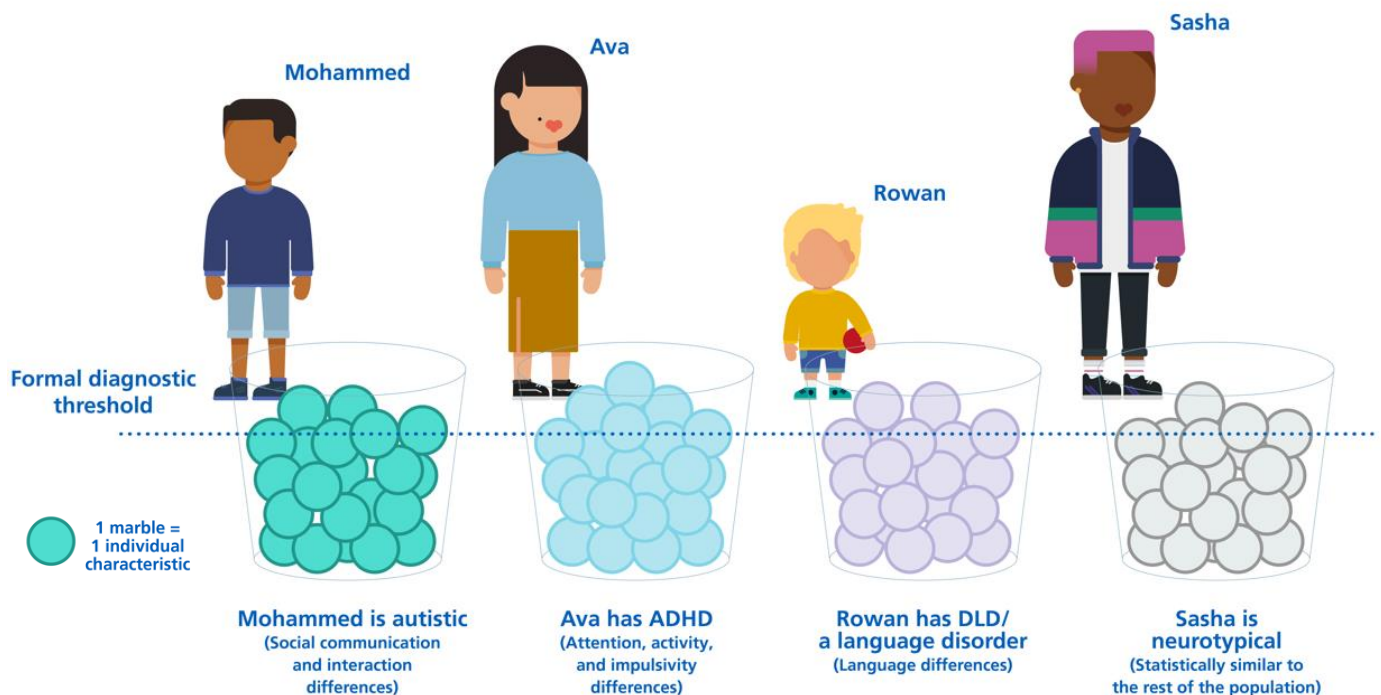 Mohammed
Ava
Rowan
Sasha
Formal diagnostic
threshold
1 marble =
1 individual
characteristic
Mohammed is autistic
(Social communication
and interaction
differences)
Ava has ADHD
(Attention, activity,
and impulsivity
differences)
Rowan has DLD/
a language disorder
(Language differences)
Sasha is
neurotypical
(Statistically similar to
the rest of the population)